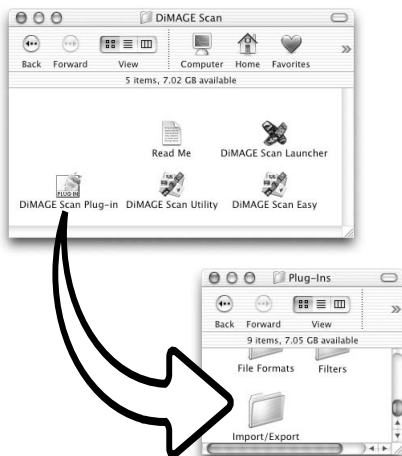 DiMAGE Scan
Back Forward View Computer Home Favorites
5 items, 7.02 GB available
Read Me DiMAGE Scan Launcher
PLUG-IN
DiMAGE Scan Plug-in DiMAGE Scan Utility DiMAGE Scan Easy
Plug-Ins
Back Forward View
9 items, 7.05 GB available
File Formats Filters
Import/Export